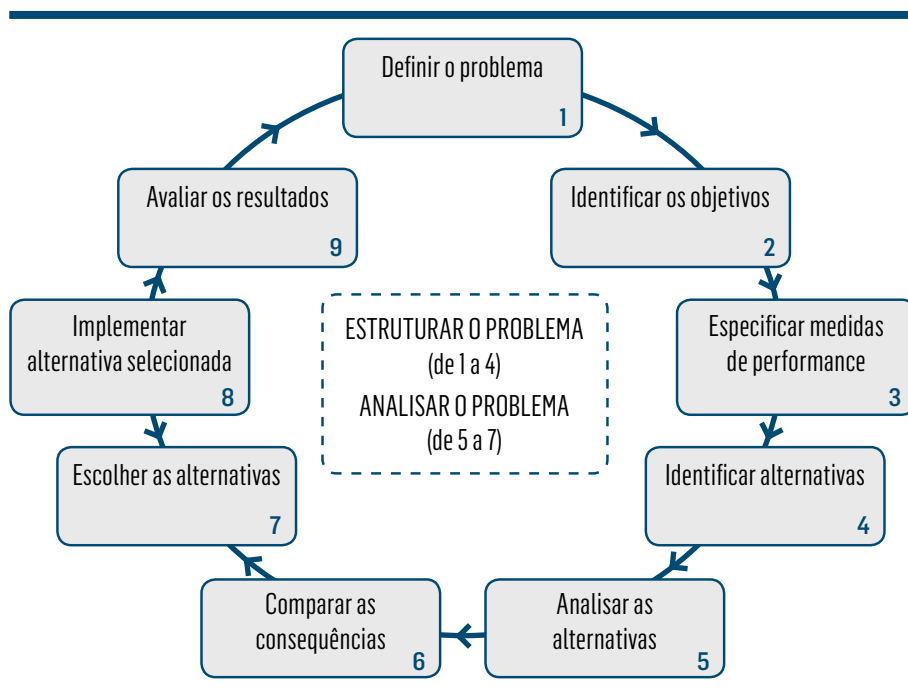 Definir o problema
1
Identificar os objetivos
2
Especificar medidas
de performance
3
Identificar alternativas
4
Analisar as
alternativas
5
Comparar as
consequências
6
Escolher as alternativas
7
Implementar
alternativa selecionada
8
Avaliar os resultados
9
ESTRUTURAR O PROBLEMA
(de 1 a 4)
ANALISAR O PROBLEMA
(de 5 a 7)